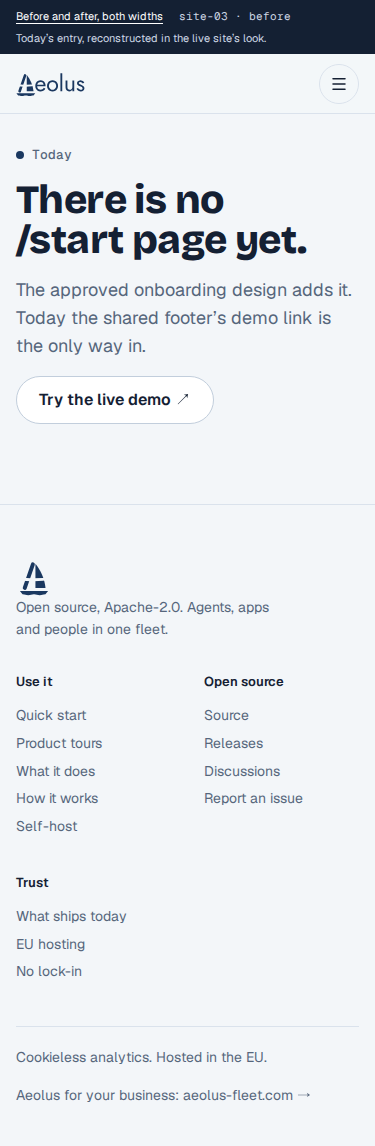 Before and after, both widths site-03 · before
Today’s entry, reconstructed in the live site’s look.
Aeolus
Today
There is no
/start page yet.
The approved onboarding design adds it.
Today the shared footer’s demo link is
the only way in.
Try the live demo ↗
Open source, Apache-2.0. Agents, apps
and people in one fleet.
Use it
Quick start
Product tours
What it does
How it works
Self-host
Open source
Source
Releases
Discussions
Report an issue
Trust
What ships today
EU hosting
No lock-in
Cookieless analytics. Hosted in the EU.
Aeolus for your business: aeolus-fleet.com →